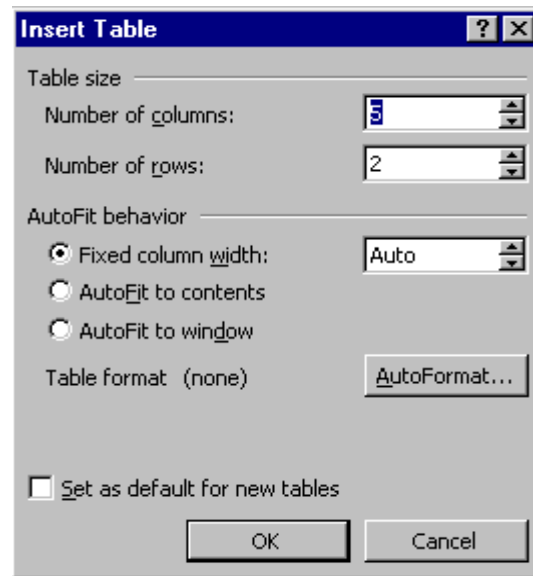 Insert Table
Table size
Number of columns: 5
Number of rows: 2
AutoFit behavior
Fixed column width: Auto
AutoFit to contents
AutoFit to window
Table format (none) AutoFormat...
Set as default for new tables
OK Cancel